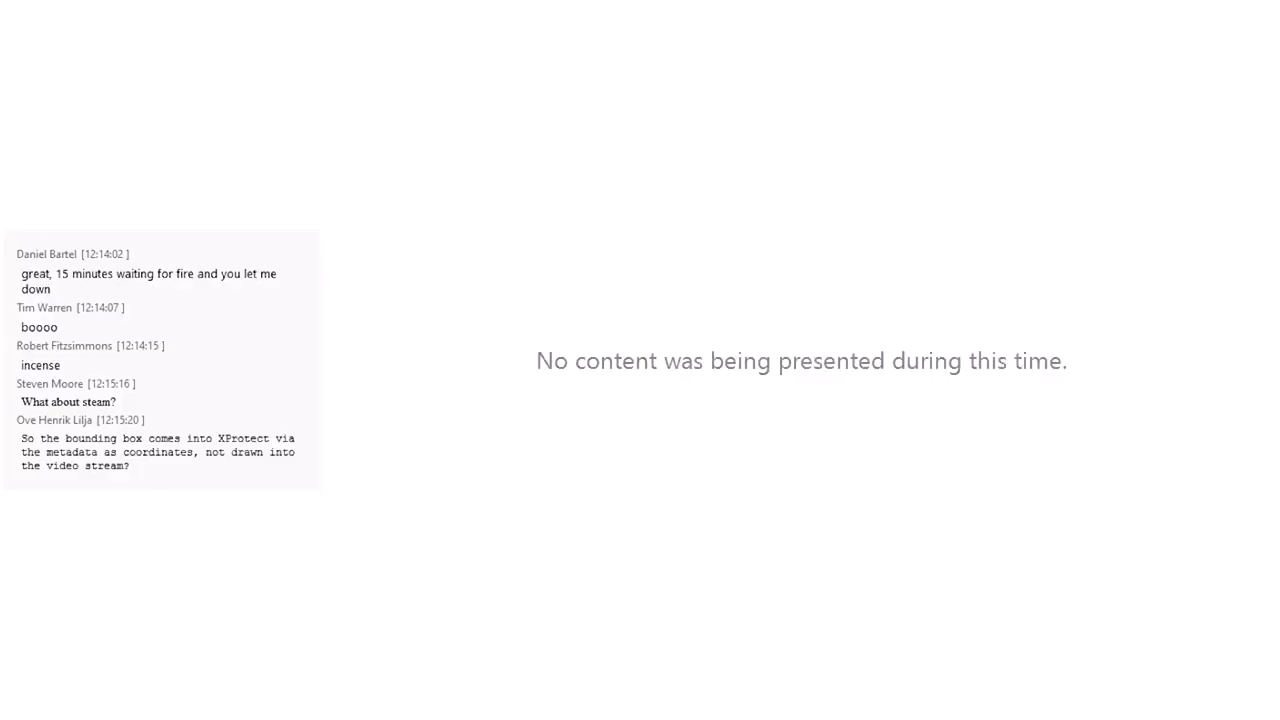 Daniel Bartel [12:14:02 ]
great, 15 minutes waiting for fire and you let me
down
Tim Warren [12:14:07 ]
boooo
Robert Fitzsimmons [12:14:15 ]
incense
Steven Moore [12:15:16 ]
What about steam?
Ove Henrik Lilja [12:15:20 ]
So the bounding box comes into XProtect via
the metadata as coordinates, not drawn into
the video stream?
No content was being presented during this time.